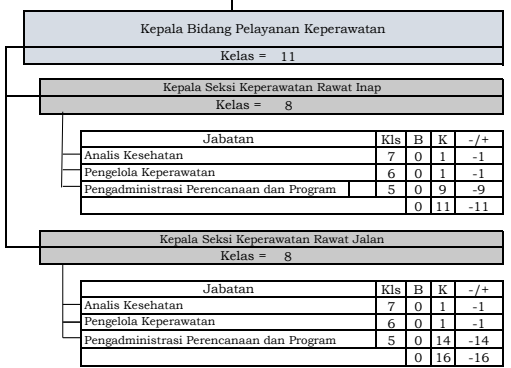 Kepala Bidang Pelayanan Keperawatan
Kelas = 11
Kepala Seksi Keperawatan Rawat Inap
Kelas = 8
Jabatan Kls B K -/+
Analis Kesehatan 7 0 1 -1
Pengelola Keperawatan 6 0 1 -1
Pengadministrasi Perencanaan dan Program 5 0 9 -9
0 11 -11
Kepala Seksi Keperawatan Rawat Jalan
Kelas = 8
Jabatan Kls B K -/+
Analis Kesehatan 7 0 1 -1
Pengelola Keperawatan 6 0 1 -1
Pengadministrasi Perencanaan dan Program 5 0 14 -14
0 16 -16